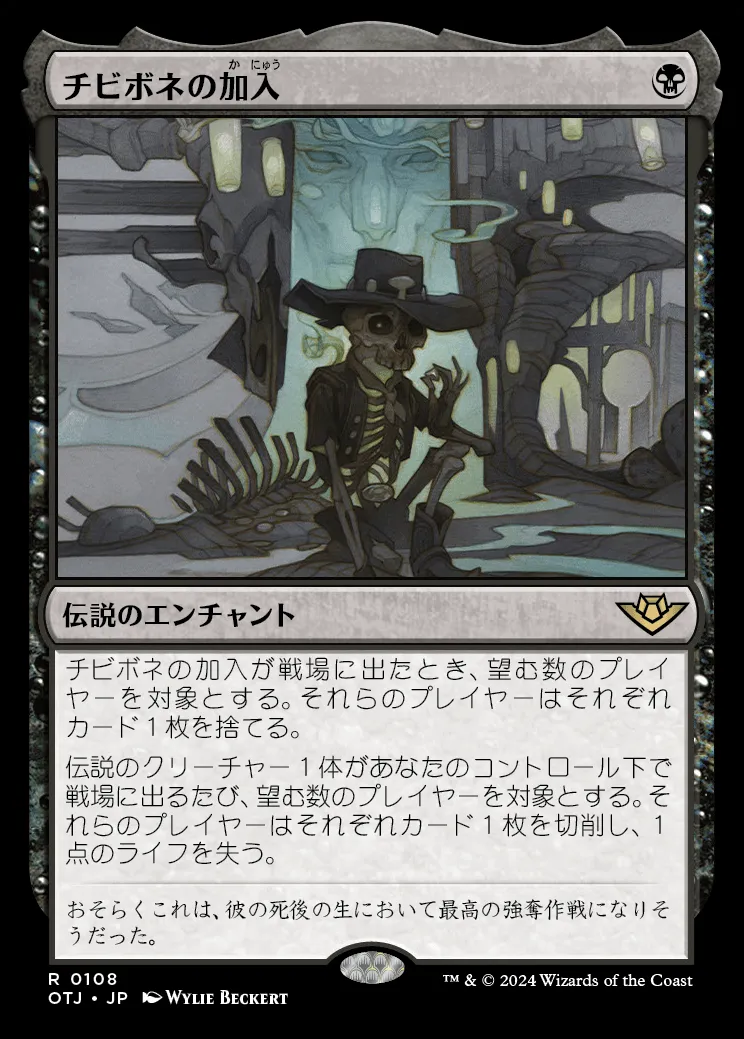 かにゅう
チビボネの加入
伝説のエンチャント
チビボネの加入が戦場に出たとき、望む数のプレイ
ヤーを対象とする。それらのプレイヤーはそれぞれ
カード1枚を捨てる。
伝説のクリーチャー1体があなたのコントロール下で
戦場に出るたび、望む数のプレイヤーを対象とする。そ
れらのプレイヤーはそれぞれカード1枚を切削し、1
点のライフを失う。
おそらくこれは、彼の死後の生において最高の強奪作戦になりそ
うだった。
R 0108
OTJ • JP Wylie Beckert
™ & © 2024 Wizards of the Coast